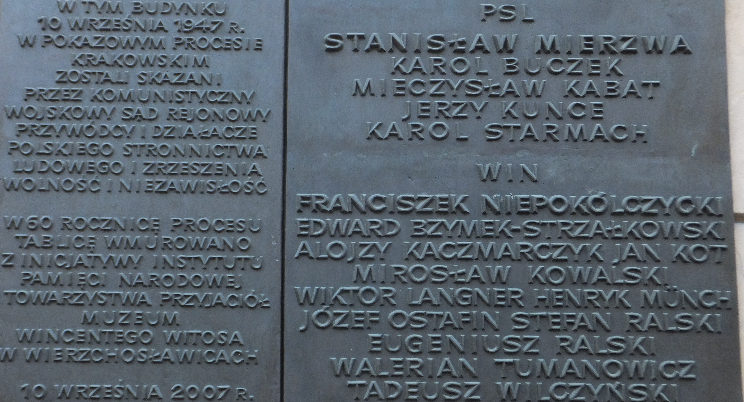 W TYM BUDYNKU
10 WRZEŚNIA 1947 R.
W POKAZOWYM PROCESIE
KRAKOWSKIM
ZOSTALI SKAZANI
PRZEZ KOMUNISTYCZNY
WOJSKOWY SĄD REJONOWY
PRZYWÓDCY I DZIAŁACZE
POLSKIEGO STRONNICTWA
LUDOWEGO I ZRZESZENIA
WOLNOŚĆ I NIEZAWISŁOŚĆ
W 60 ROCZNICĘ PROCESU
TABLICĘ WMUROWANO
Z INICJATYWY INSTYTUTU
PAMIĘCI NARODOWEJ
TOWARZYSTWA PRZYJACIÓŁ
MUZEUM
WINCENTEGO WITOSA
W WIERZCHOSŁAWICACH
10 WRZEŚNIA 2007 R.
PSL
STANISŁAW MIERZWA
KAROL BUCZEK
MIECZYSŁAW KABAT
JERZY KUNCE
KAROL STARMACH
WIN
FRANCISZEK NIEPOKÓLCZYCKI
EDWARD BZYMEK-STRZAŁKOWSKI
ALOJZY KACZMARCZYK JAN KOT
MIROSŁAW KOWALSKI
WIKTOR LANGNER HENRYK MÜNCH
JÓZEF OSTAFIN STEFAN RALSKI
EUGENIUSZ RALSKI
WALERIAN TUMANOWICZ
TADEUSZ WILCZYŃSKI